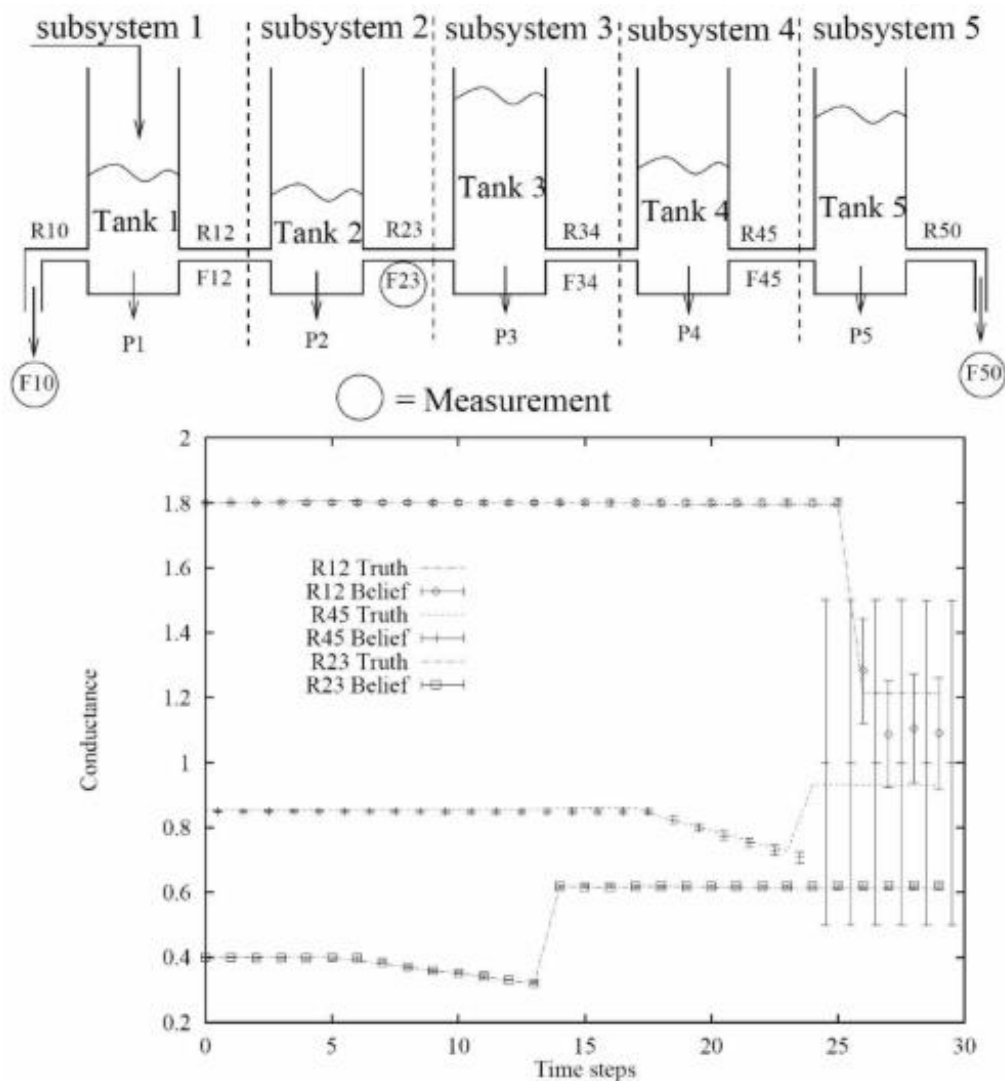 subsystem 1 subsystem 2 subsystem 3 subsystem 4 subsystem 5
Tank 1 Tank 2 Tank 3 Tank 4 Tank 5
R10 R12 R23 R34 R45 R50
F12 F23 F34 F45
P1 P2 P3 P4 P5
F10 F50
= Measurement
2
1.8
1.6
1.4
1.2
1
0.8
0.6
0.4
0.2
Conductance
R12 Truth
R12 Belief
R45 Truth
R45 Belief
R23 Truth
R23 Belief
0 5 10 15 20 25 30
Time steps